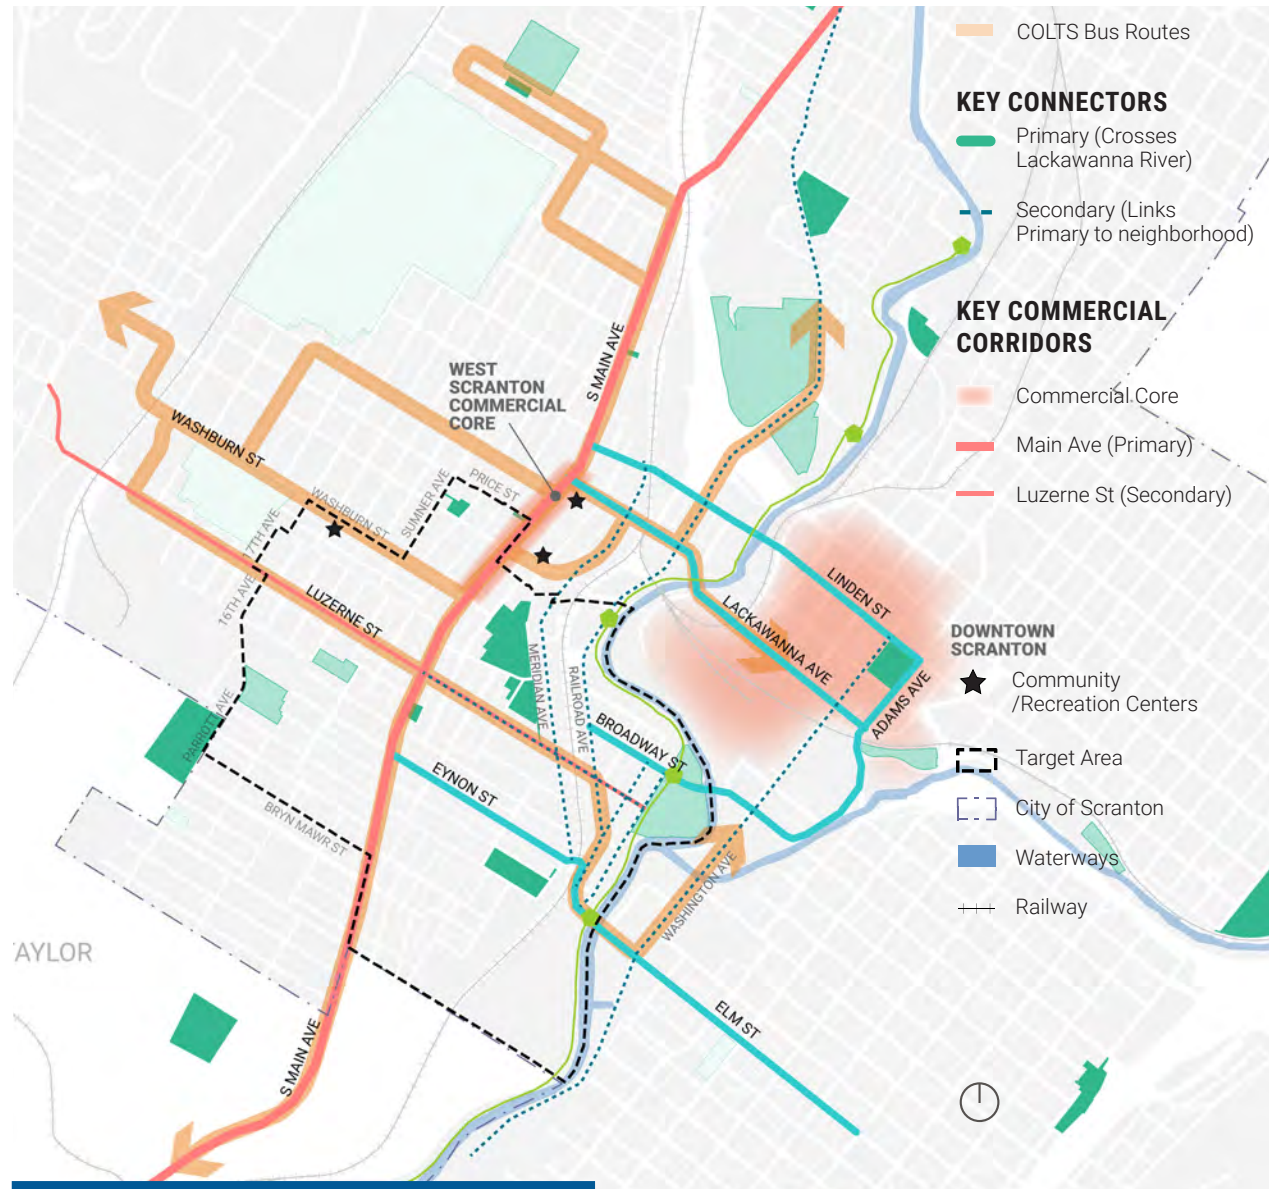 COLTS Bus Routes
KEY CONNECTORS
Primary (Crosses
Lackawanna River)
Secondary (Links
Primary to neighborhood)
KEY COMMERCIAL
CORRIDORS
Commercial Core
Main Ave (Primary)
Luzerne St (Secondary)
DOWNTOWN
SCRANTON
Community
/Recreation Centers
Target Area
City of Scranton
Waterways
Railway
WEST
SCRANTON
COMMERCIAL
CORE
S MAIN AVE
WASHBURN ST
WASHBURN ST
SUMNER AVE
PRICE ST
17TH AVE
16TH AVE
LUZERNE ST
PARROTT AVE
BRYN MAWR ST
EYNON ST
MERIDIAN AVE
RAILROAD AVE
BROADWAY ST
LINDEN ST
LACKAWANNA AVE
ADAMS AVE
WASHINGTON AVE
ELM ST
S MAIN AVE
AYLOR